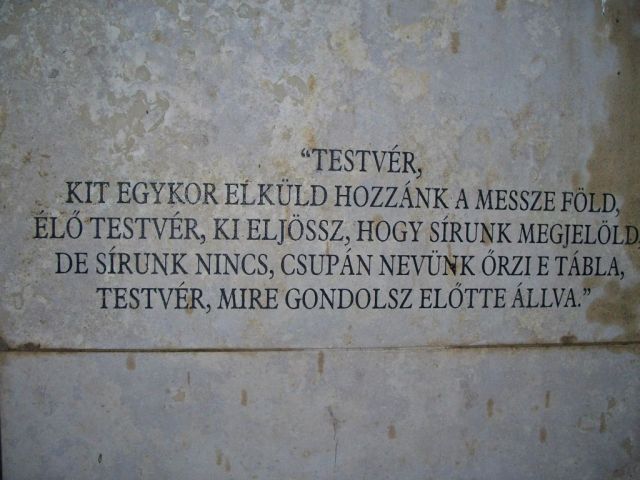 “TESTVÉR,
KIT EGYKOR ELKÜLD HOZZÁNK A MESSZE FÖLD,
ÉLŐ TESTVÉR, KI ELJÖSSZ, HOGY SÍRUNK MEGJELÖLD.
DE SÍRUNK NINCS, CSUPÁN NEVÜNK ŐRZI E TÁBLA,
TESTVÉR, MIRE GONDOLSZ ELŐTTE ÁLLVA.”